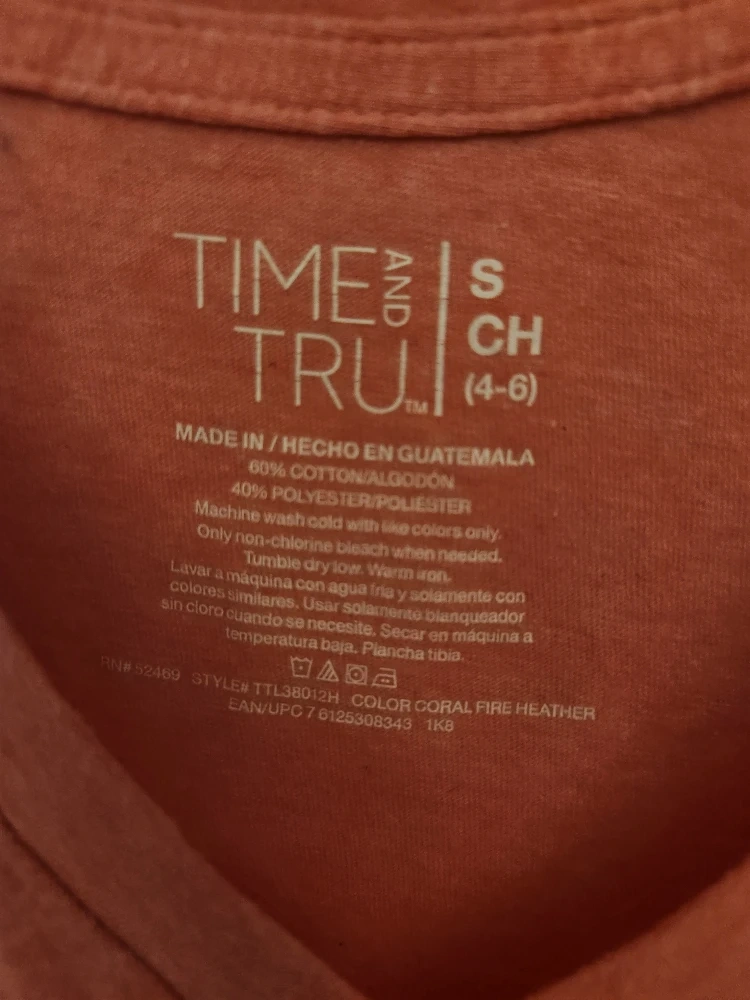 TIME AND TRU™
S
CH
(4-6)
MADE IN / HECHO EN GUATEMALA
60% COTTON/ALGODÓN
40% POLYESTER/POLIÉSTER
Machine wash cold with like colors only.
Only non-chlorine bleach when needed.
Tumble dry low. Warm iron.
Lavar a máquina con agua fría y solamente con
colores similares. Usar solamente blanqueador
sin cloro cuando se necesite. Secar en máquina a
temperatura baja. Plancha tibia.
RN# 52469 STYLE# TTL38012H COLOR CORAL FIRE HEATHER
EAN/UPC 7 6125308343 1K8